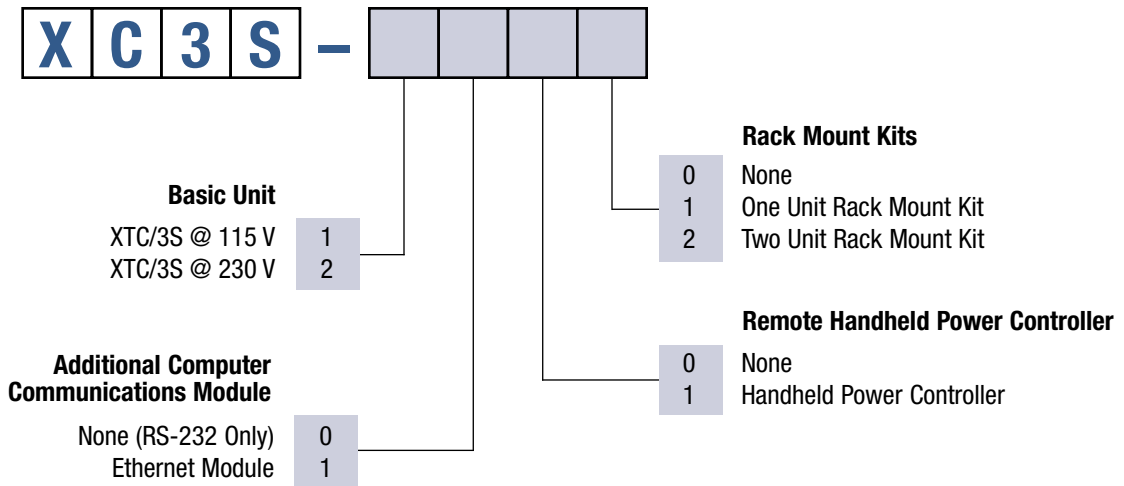 XC3S –
Basic Unit
XTC/3S @ 115 V 1
XTC/3S @ 230 V 2
Additional Computer
Communications Module
None (RS-232 Only) 0
Ethernet Module 1
Rack Mount Kits
0 None
1 One Unit Rack Mount Kit
2 Two Unit Rack Mount Kit
Remote Handheld Power Controller
0 None
1 Handheld Power Controller